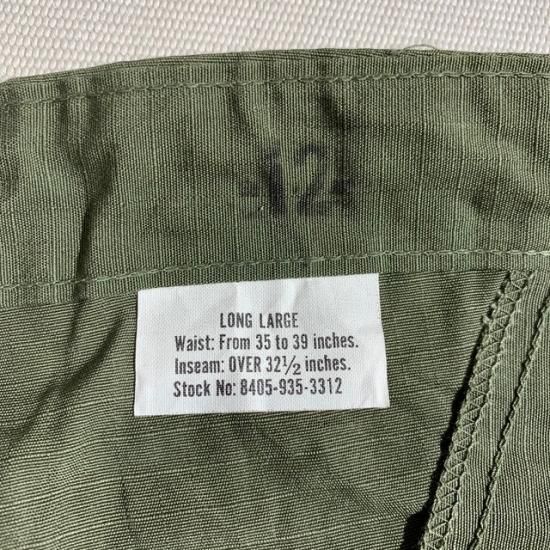 12
LONG LARGE
Waist: From 35 to 39 inches.
Inseam: OVER 32½ inches.
Stock No: 8405-935-3312